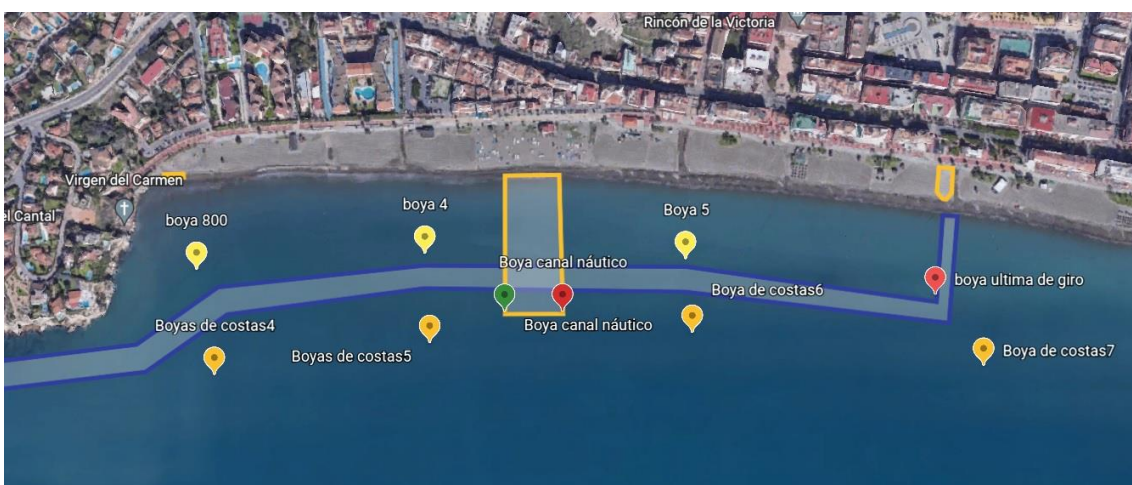 Rincón de la Victoria
Virgen del Carmen
el Cantal
boya 800
boya 4
Boya 5
Boya canal náutico
boya ultima de giro
Boya de costas6
Boyas de costas4
Boya canal náutico
Boyas de costas5
Boya de costas7